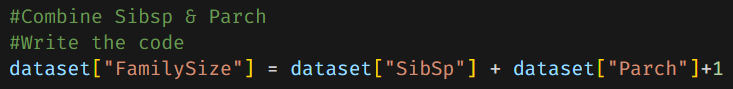 #Combine Sibsp & Parch
#Write the code
dataset["FamilySize"] = dataset["SibSp"] + dataset["Parch"]+1